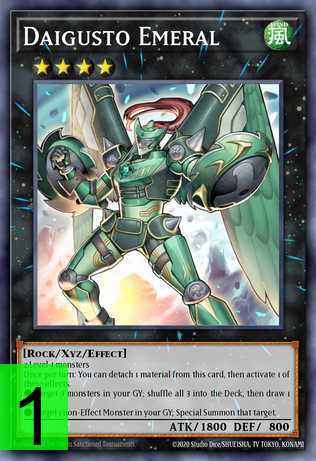 Daigusto Emeral
WIND
風
[Rock/Xyz/Effect]
2 Level 4 monsters
Once per turn: You can detach 1 material from this card, then activate 1 of
these effects.
Target 3 monsters in your GY; shuffle all 3 into the Deck, then draw 1
Target 1 non-Effect Monster in your GY; Special Summon that target.
ATK/1800 DEF/ 800
Sanctioned Tournaments
©2020 Studio Dice/SHUEISHA, TV TOKYO, KONAMI
1